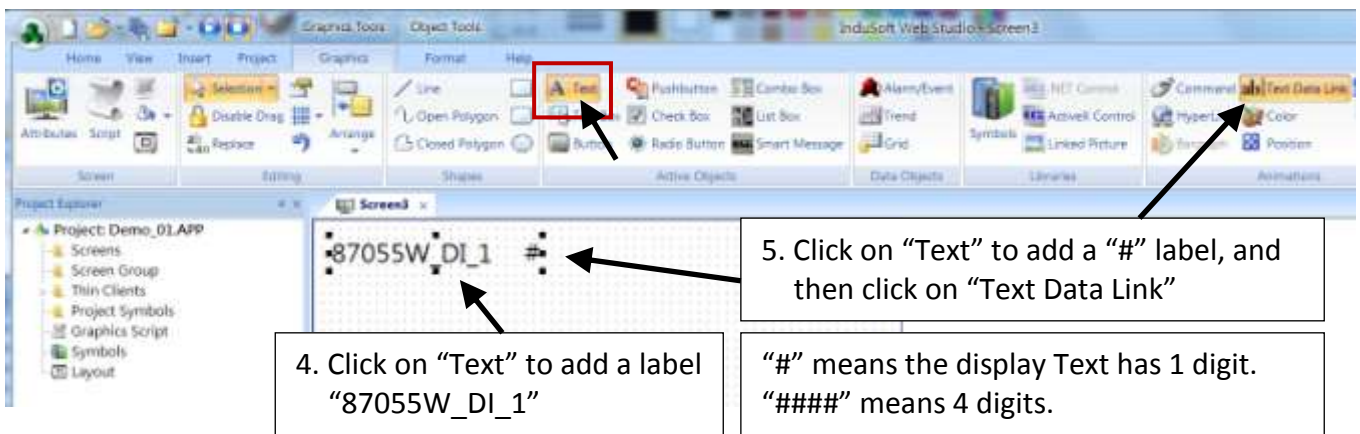 Graphics Tools Object Tools InduSoft Web Studio - Screen3
Home View Insert Project Graphics Format Help
Selection Line Text Pushbutton Combo Box Alarm/Event .NET Control Command Text Data Link
Disable Drag Open Polygon Check Box List Box Trend ActiveX Control Color
Attributes Script Replace Arrange Closed Polygon Button Radio Button Smart Message Grid Symbols Linked Picture Position
Screen Editing Shapes Active Objects Data Objects Libraries Animations
Project Explorer Screen3
Project: Demo_01.APP
Screens
Screen Group
Thin Clients
Project Symbols
Graphics Script
Symbols
Layout
87055W_DI_1 #
5. Click on “Text” to add a “#” label, and
then click on “Text Data Link”
4. Click on “Text” to add a label
“87055W_DI_1”
“#” means the display Text has 1 digit.
“####” means 4 digits.